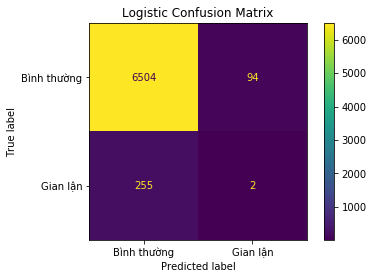 Logistic Confusion Matrix
Bình thường
6504
94
Gian lận
255
2
True label
Bình thường
Gian lận
Predicted label
6000
5000
4000
3000
2000
1000